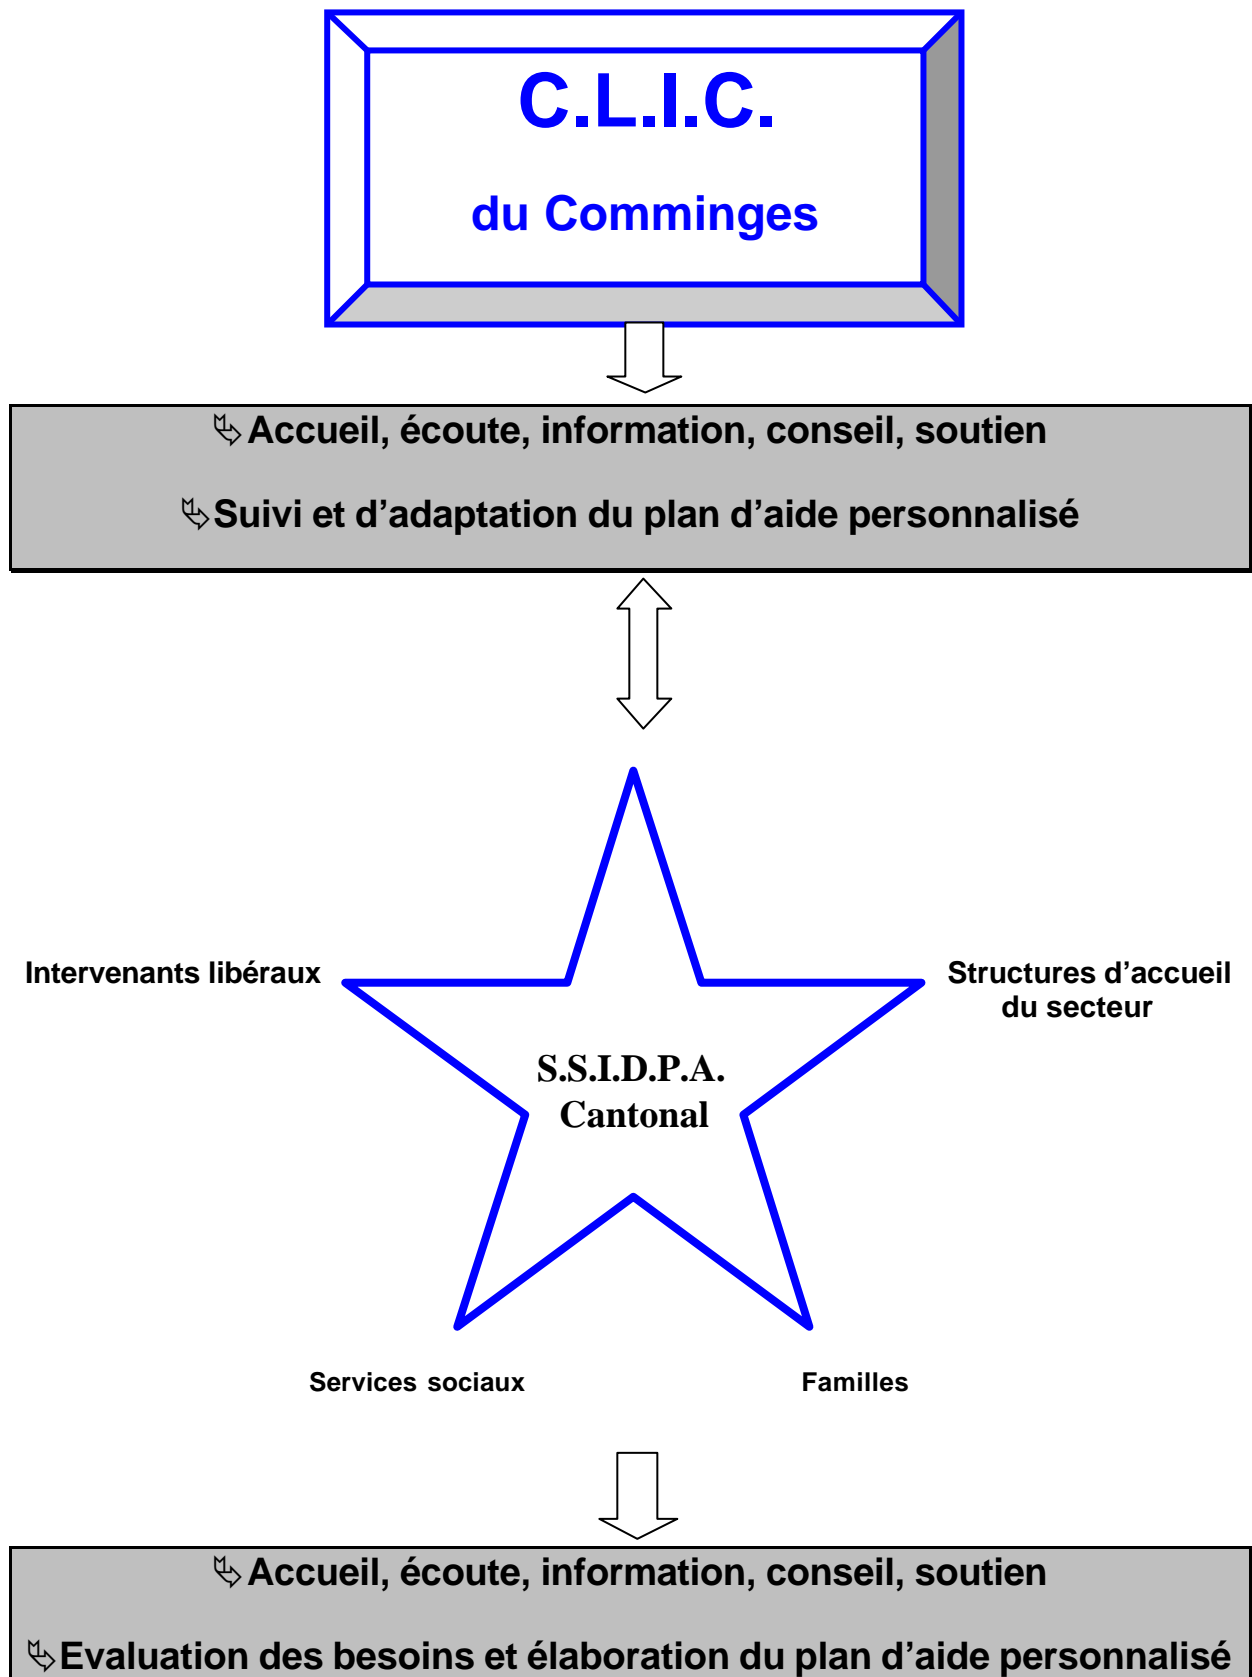 C.L.I.C.
du Comminges
Accueil, écoute, information, conseil, soutien
Suivi et d’adaptation du plan d’aide personnalisé
Intervenants libéraux
Structures d’accueil
du secteur
S.S.I.D.P.A.
Cantonal
Services sociaux
Familles
Accueil, écoute, information, conseil, soutien
Evaluation des besoins et élaboration du plan d’aide personnalisé